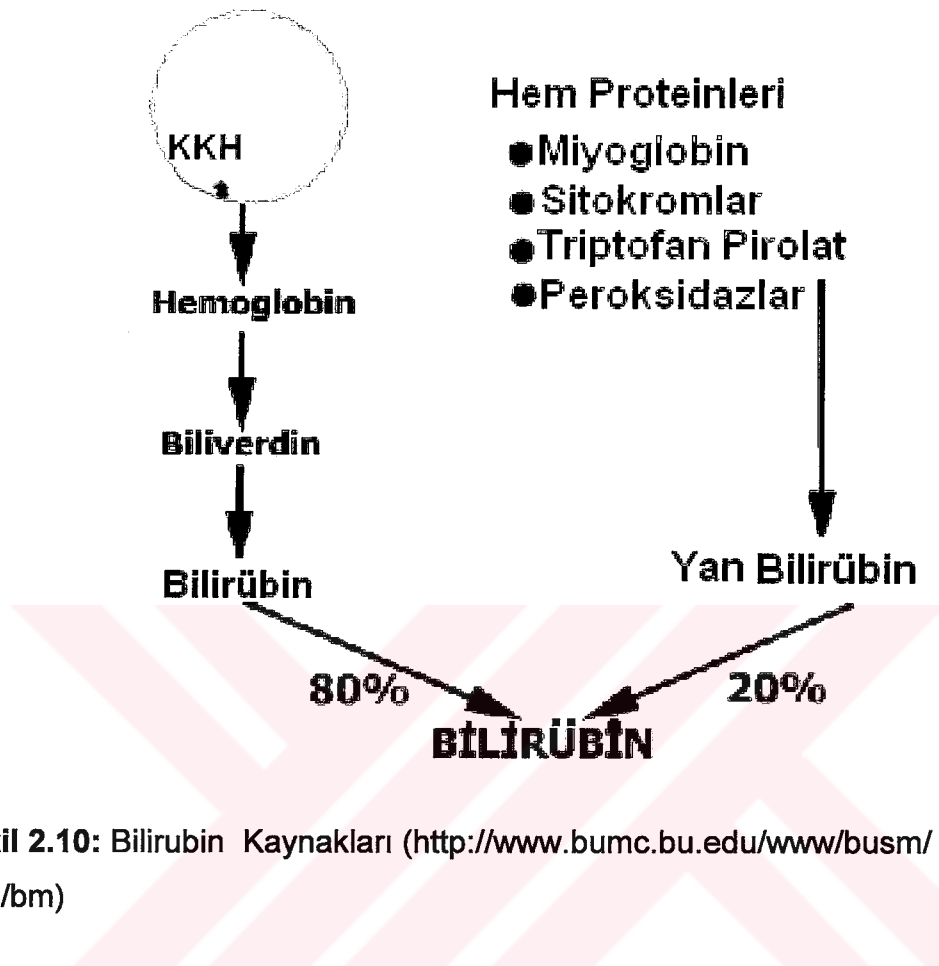 KKH
Hemoglobin
Biliverdin
Bilirübin
80%
Hem Proteinleri
●Miyoglobin
●Sitokromlar
●Triptofan Pirolat
●Peroksidazlar
Yan Bilirübin
20%
BİLİRÜBİN
kil 2.10: Bilirubin Kaynakları (http://www.bumc.bu.edu/www/busm/
/bm)